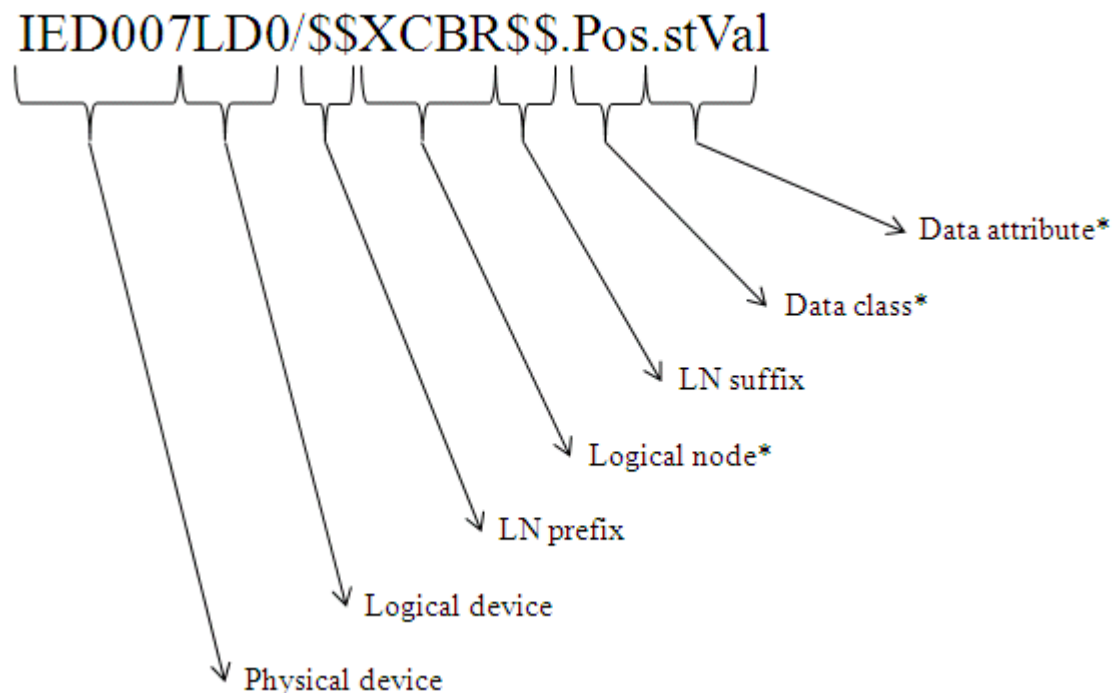 IED007LD0/$$XCBR$$.Pos.stVal
Data attribute*
Data class*
LN suffix
Logical node*
LN prefix
Logical device
Physical device